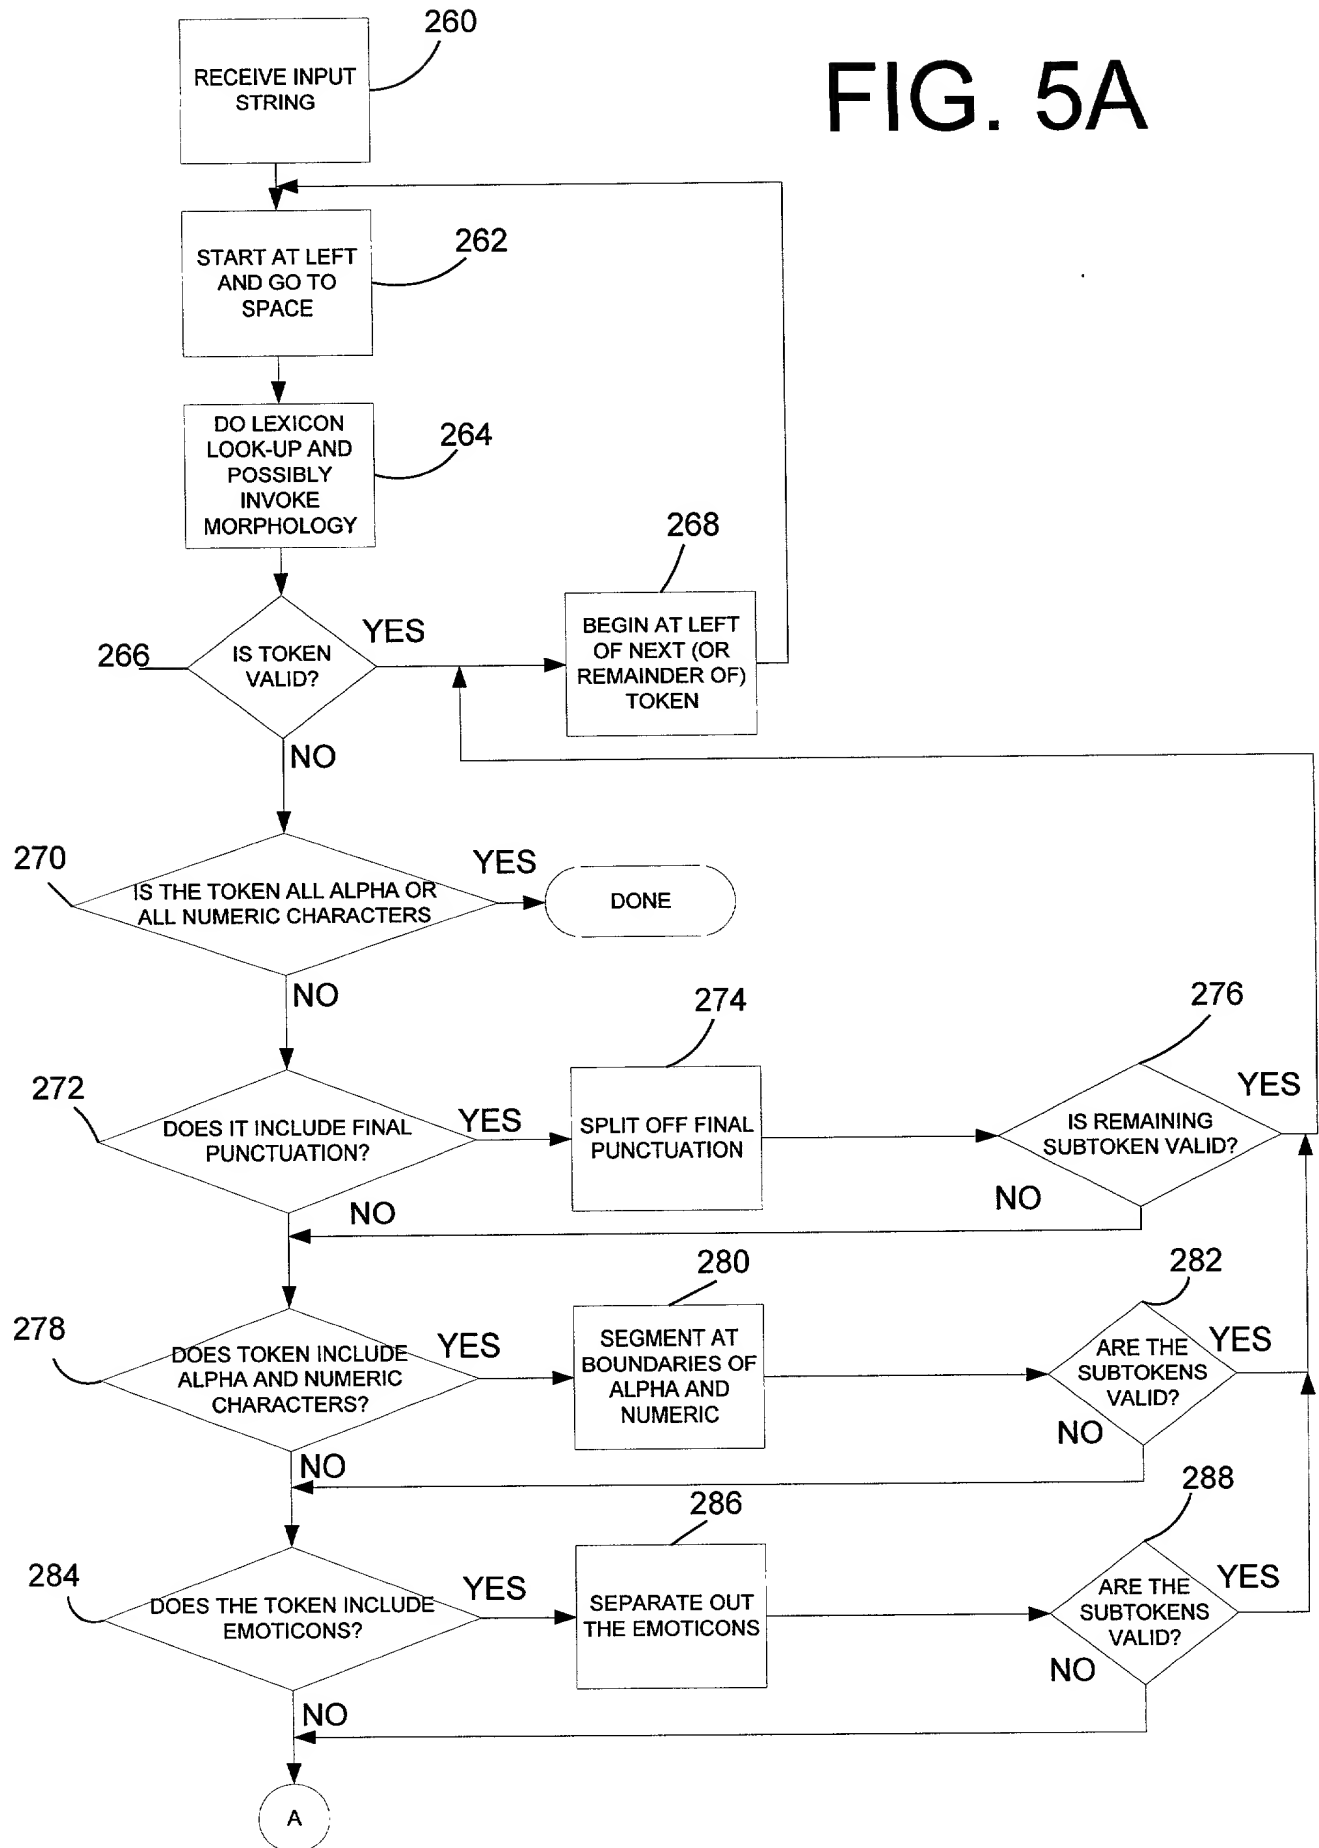 FIG. 5A
260
RECEIVE INPUT
STRING
262
START AT LEFT
AND GO TO
SPACE
264
DO LEXICON
LOOK-UP AND
POSSIBLY
INVOKE
MORPHOLOGY
268
BEGIN AT LEFT
OF NEXT (OR
REMAINDER OF)
TOKEN
266
IS TOKEN
VALID?
YES
NO
270
IS THE TOKEN ALL ALPHA OR
ALL NUMERIC CHARACTERS
YES
DONE
NO
272
DOES IT INCLUDE FINAL
PUNCTUATION?
YES
274
SPLIT OFF FINAL
PUNCTUATION
276
IS REMAINING
SUBTOKEN VALID?
YES
NO
NO
278
DOES TOKEN INCLUDE
ALPHA AND NUMERIC
CHARACTERS?
YES
280
SEGMENT AT
BOUNDARIES OF
ALPHA AND
NUMERIC
282
ARE THE
SUBTOKENS
VALID?
YES
NO
NO
284
DOES THE TOKEN INCLUDE
EMOTICONS?
YES
286
SEPARATE OUT
THE EMOTICONS
288
ARE THE
SUBTOKENS
VALID?
YES
NO
NO
A